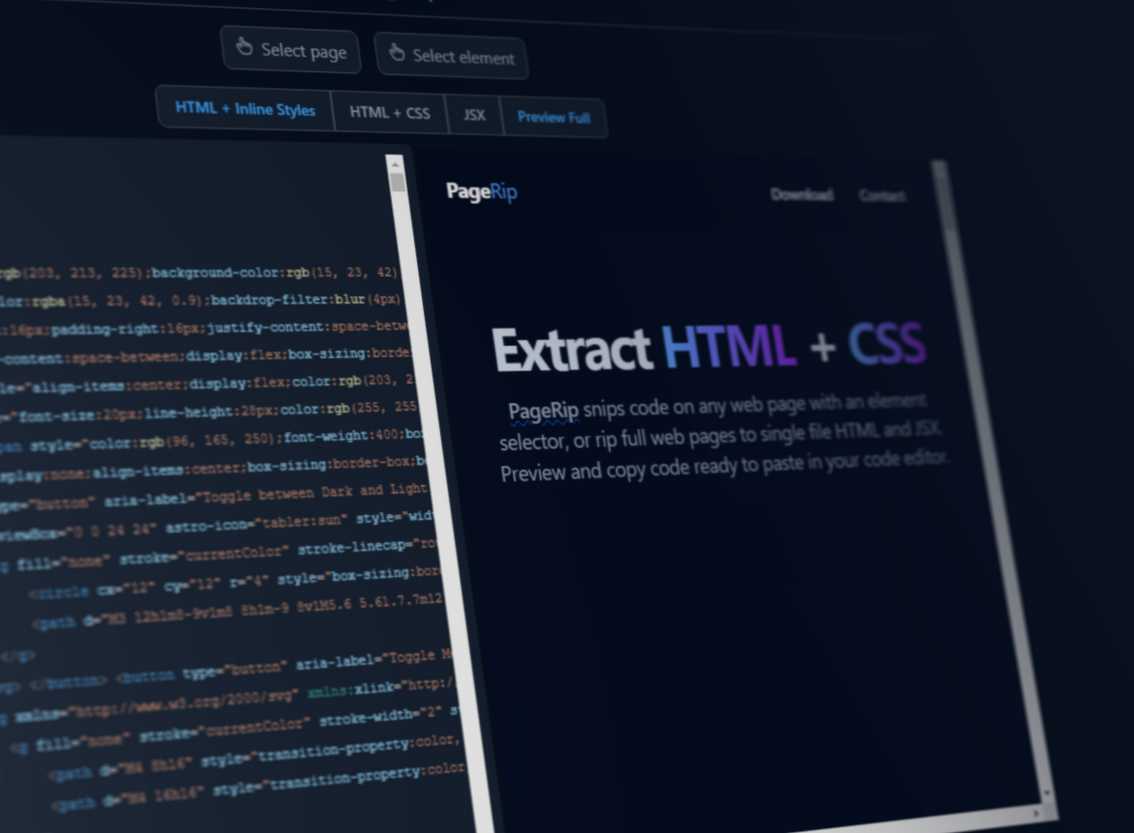 Select page
Select element
HTML + Inline Styles
HTML + CSS
JSX
Preview Full
rgb(203, 213, 225);background-color:rgb(15, 23, 42)
lor:rgba(15, 23, 42, 0.9);backdrop-filter:blur(4px)
:16px;padding-right:16px;justify-content:space-betwe
-content:space-between;display:flex;box-sizing:border
le="align-items:center;display:flex;color:rgb(203, 2
="font-size:20px;line-height:28px;color:rgb(255, 255
pan style="color:rgb(96, 165, 250);font-weight:400;box
splay:none;align-items:center;box-sizing:border-box;b
ype="button" aria-label="Toggle between Dark and Light
viewBox="0 0 24 24" astro-icon="tabler:sun" style="widt
g fill="none" stroke="currentColor" stroke-linecap="rou
<circle cx="12" cy="12" r="4" style="box-sizing:bor
<path d="M3 12h1m8-9v1m8 8h1m-9 8v1M5.6 5.6l.7.7m12
</g>
vg> </button> <button type="button" aria-label="Toggle M
g xmlns="http://www.w3.org/2000/svg" xmlns:xlink="http:/
<g fill="none" stroke="currentColor" stroke-width="2" s
<path d="M4 8h16" style="transition-property:color,
<path d="M4 16h16" style="transition-property:color
PageRip
Download
Contact
Extract HTML + CSS
PageRip snips code on any web page with an element
selector, or rip full web pages to single file HTML and JSX.
Preview and copy code ready to paste in your code editor.